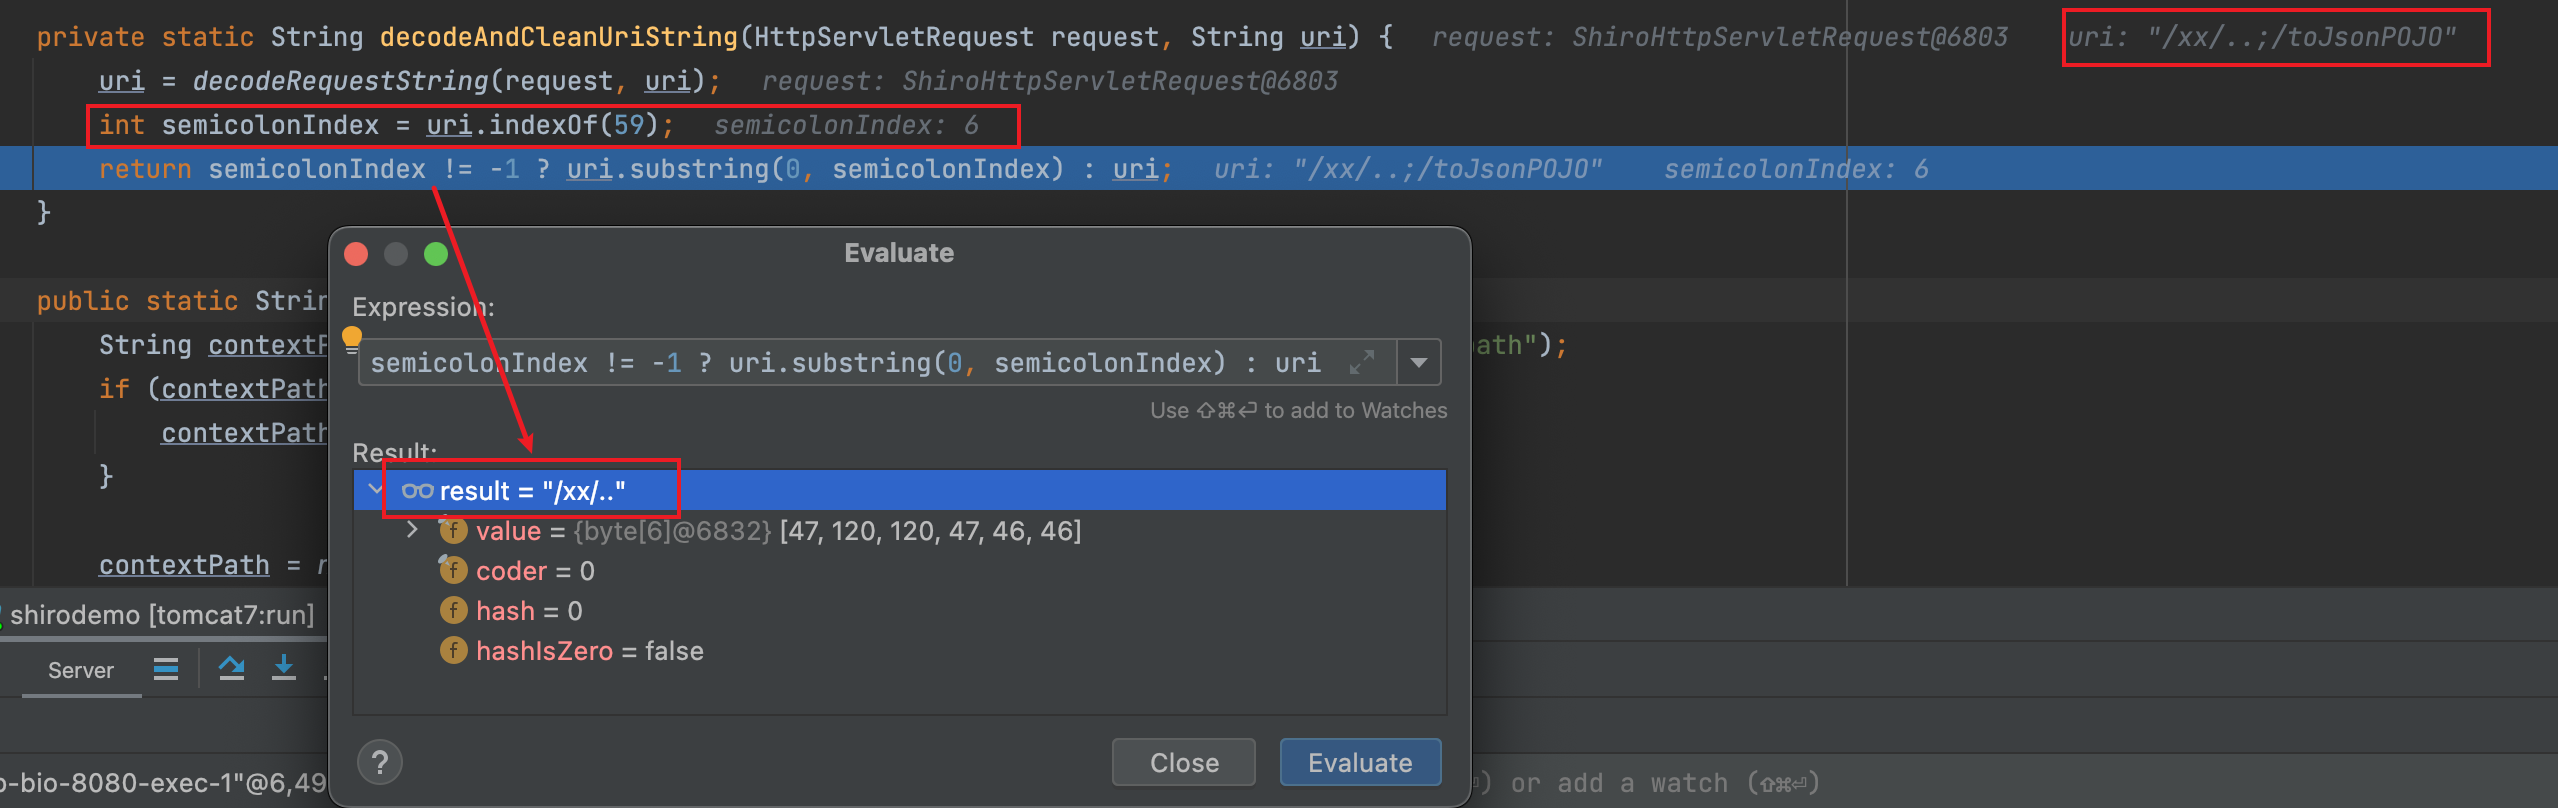 private static String decodeAndCleanUriString(HttpServletRequest request, String uri) {   request: ShiroHttpServletRequest@6803   uri: "/xx/..;/toJsonPOJO"
uri = decodeRequestString(request, uri);   request: ShiroHttpServletRequest@6803
int semicolonIndex = uri.indexOf(59);   semicolonIndex: 6
return semicolonIndex != -1 ? uri.substring(0, semicolonIndex) : uri;   uri: "/xx/..;/toJsonPOJO"   semicolonIndex: 6
}
Evaluate
public static Strin
Expression:
String contextP   ath");
semicolonIndex != -1 ? uri.substring(0, semicolonIndex) : uri
if (contextPath
Use ⇧⌘⏎ to add to Watches
contextPath
Result:
}
result = "/xx/.."
value = {byte[6]@6832} [47, 120, 120, 47, 46, 46]
contextPath =
coder = 0
shirodemo [tomcat7:run]
hash = 0
hashIsZero = false
Server
?
Close
Evaluate
-bio-8080-exec-1"@6,49   ) or add a watch (⇧⌘⏎)